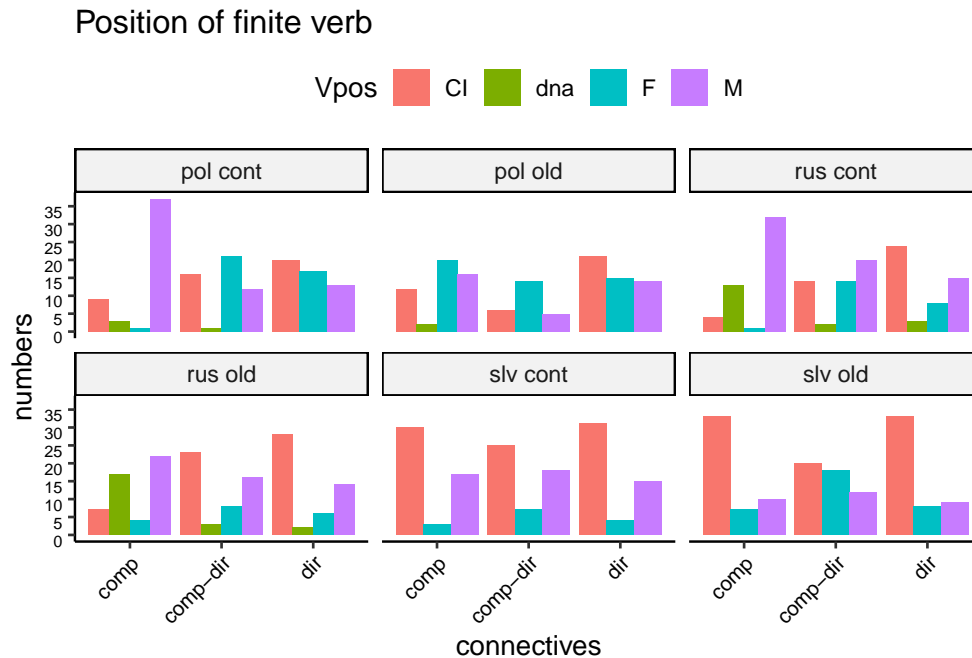 Position of finite verb
Vpos CI dna F M
pol cont pol old rus cont
35
30
25
20
15
10
5
0
rus old slv cont slv old
35
30
25
20
15
10
5
0
numbers
comp comp-dir dir comp comp-dir dir comp comp-dir dir
connectives